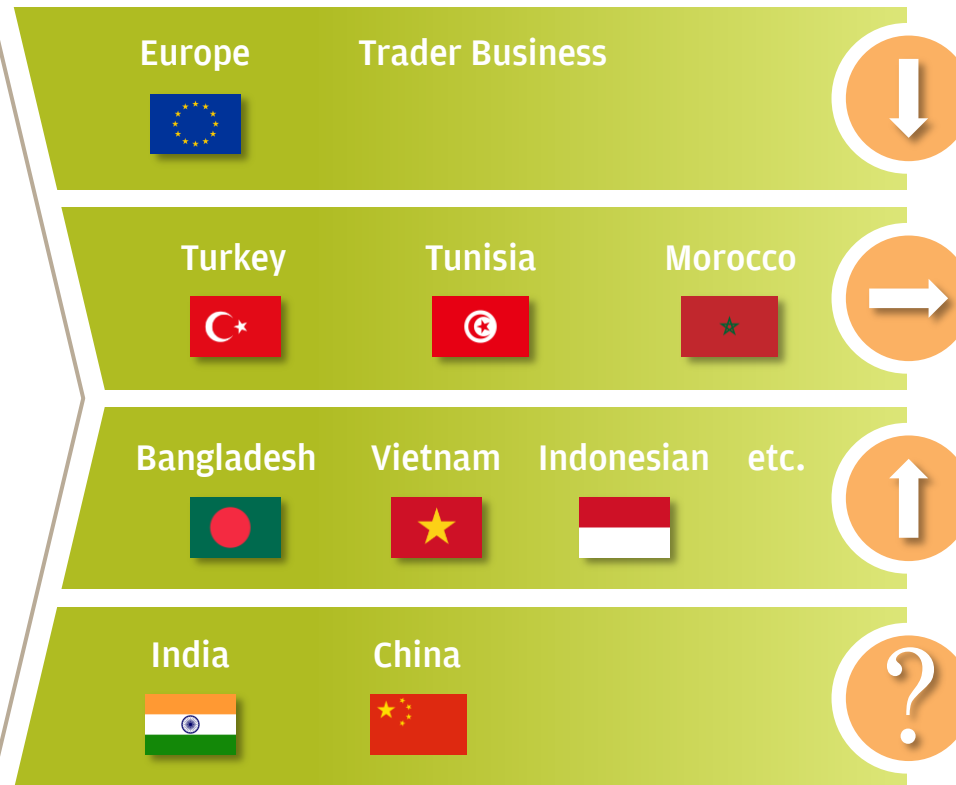 Europe Trader Business
Turkey Tunisia Morocco
Bangladesh Vietnam Indonesian etc.
India China
?